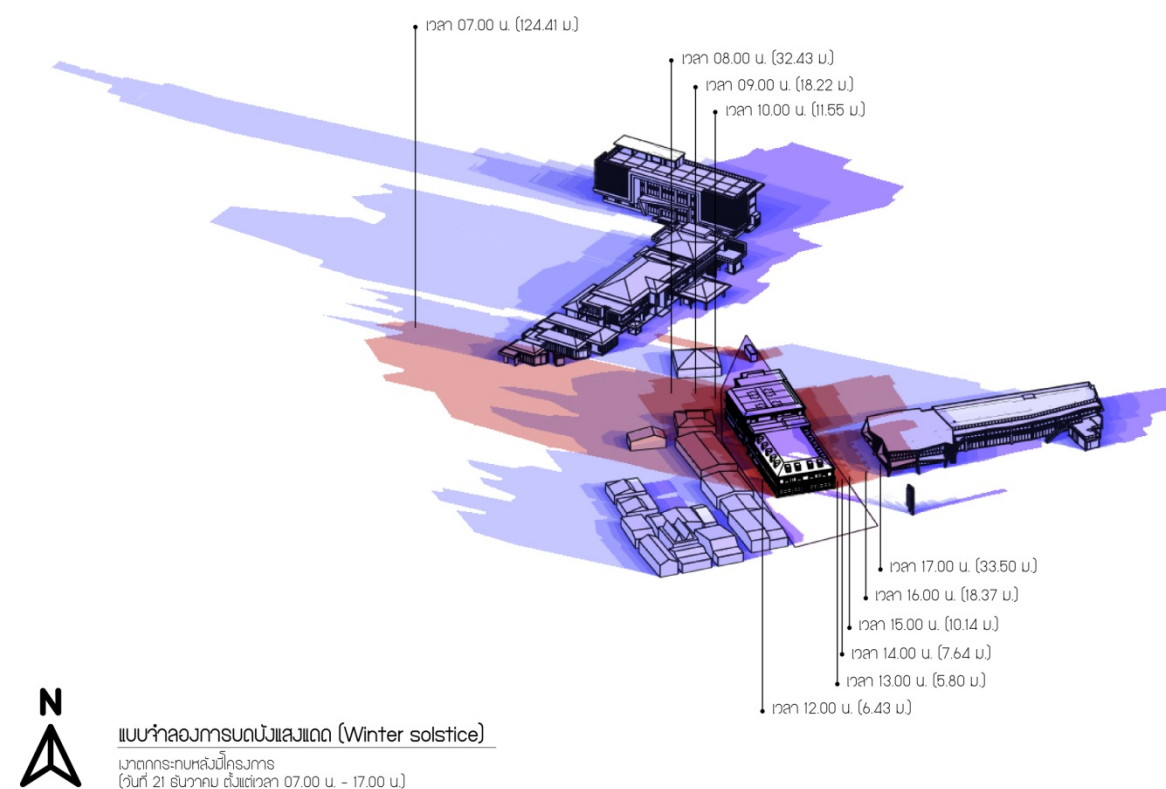 เวลา 07.00 น. (124.41 ม.)
เวลา 08.00 น. (32.43 ม.)
เวลา 09.00 น. (18.22 ม.)
เวลา 10.00 น. (11.55 ม.)
เวลา 17.00 น. (33.50 ม.)
เวลา 16.00 น. (18.37 ม.)
เวลา 15.00 น. (10.14 ม.)
เวลา 14.00 น. (7.64 ม.)
เวลา 13.00 น. (5.80 ม.)
เวลา 12.00 น. (6.43 ม.)
N
แบบจำลองการบดบังแสงแดด (Winter solstice)
เงาตกกระทบหลังมีโครงการ
(วันที่ 21 ธันวาคม ตั้งแต่เวลา 07.00 น. - 17.00 น.)